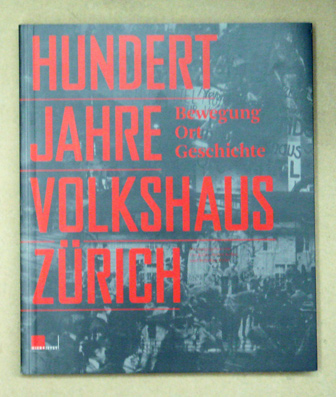 HUNDERT
JAHRE
VOLKSHAUS
ZÜRICH
Bewegung
Ort
Geschichte